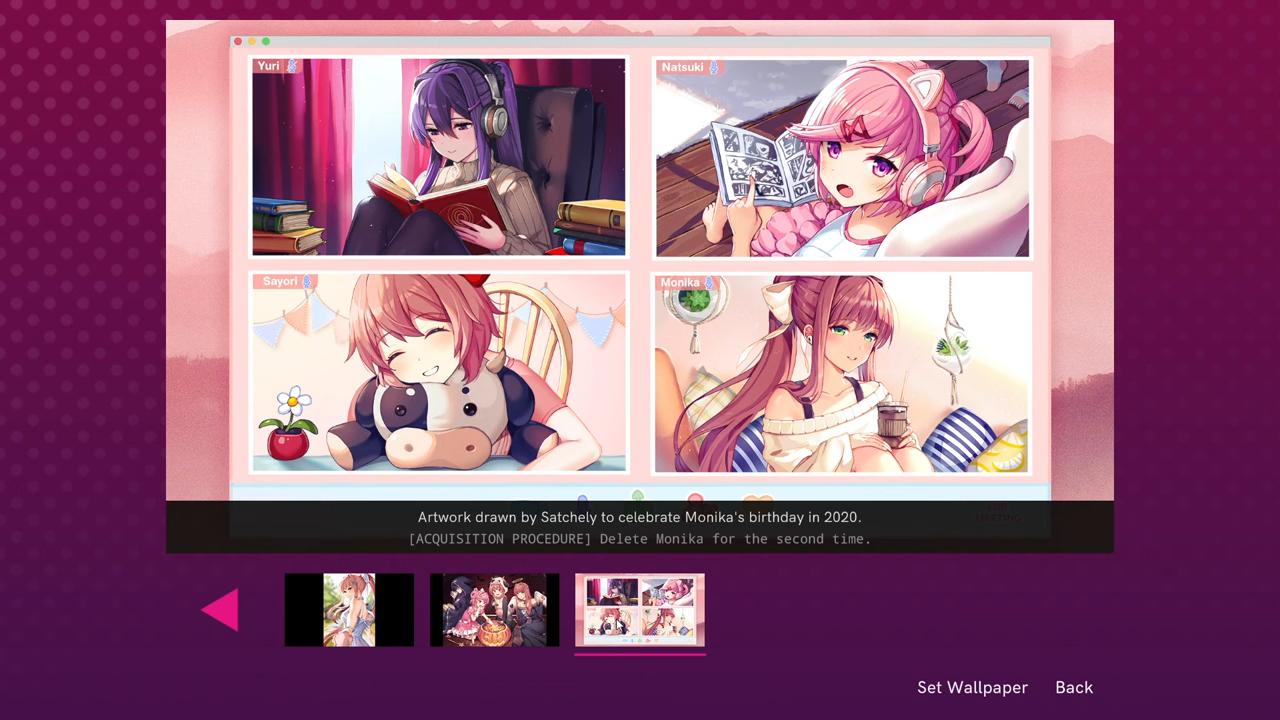 Yuri
Natsuki
Sayori
Monika
Artwork drawn by Satchely to celebrate Monika's birthday in 2020.
[ACQUISITION PROCEDURE] Delete Monika for the second time.
Set Wallpaper
Back